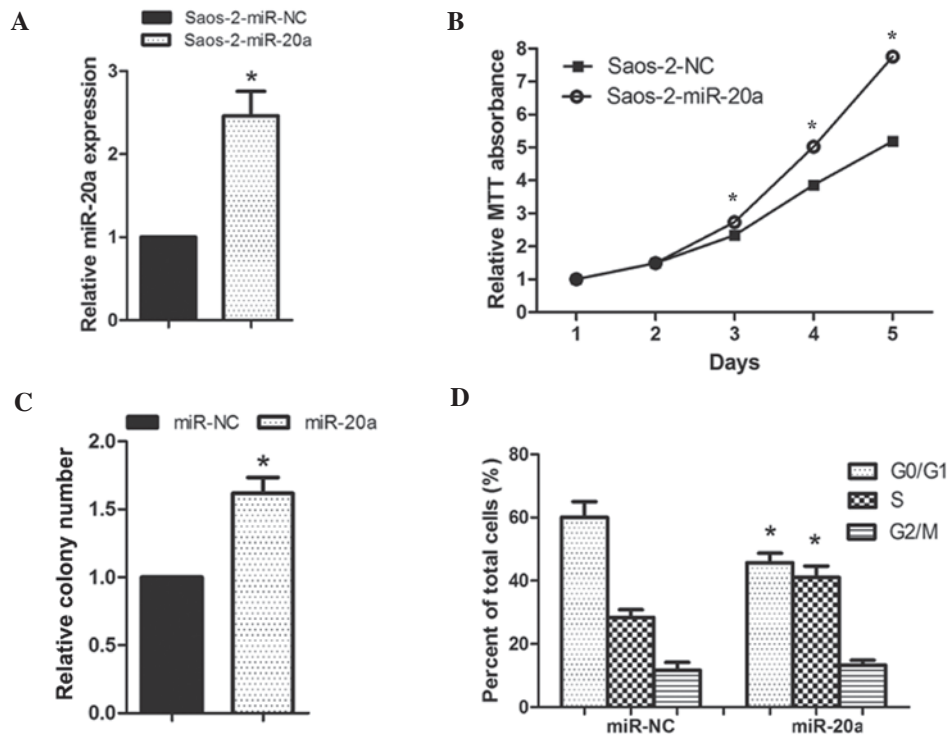 A
Saos-2-miR-NC
Saos-2-miR-20a
Relative miR-20a expression
3
2
1
0
*
B
Saos-2-NC
Saos-2-miR-20a
Relative MTT absorbance
8
7
6
5
4
3
2
1
0
*
*
*
1 2 3 4 5
Days
C
miR-NC miR-20a
Relative colony number
2.0
1.5
1.0
0.5
0.0
*
D
G0/G1
S
G2/M
Percent of total cells (%)
80
60
40
20
0
* *
miR-NC miR-20a